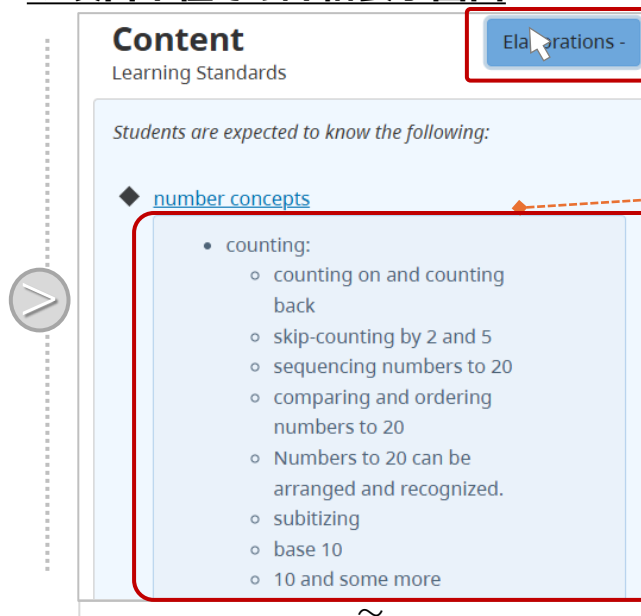 Content
Elaborations -
Learning Standards
Students are expected to know the following:
number concepts
• counting:
◦ counting on and counting
back
◦ skip-counting by 2 and 5
◦ sequencing numbers to 20
◦ comparing and ordering
numbers to 20
◦ Numbers to 20 can be
arranged and recognized.
◦ subitizing
◦ base 10
◦ 10 and some more
~